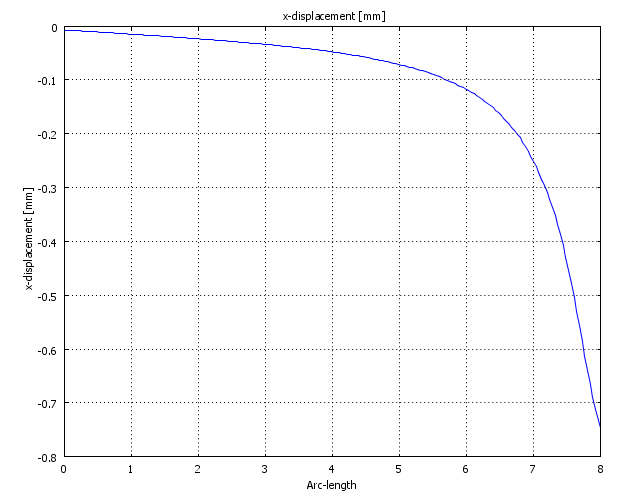 x-displacement [mm]
0
-0.1
-0.2
-0.3
-0.4
-0.5
-0.6
-0.7
-0.8
x-displacement [mm]
0 1 2 3 4 5 6 7 8
Arc-length